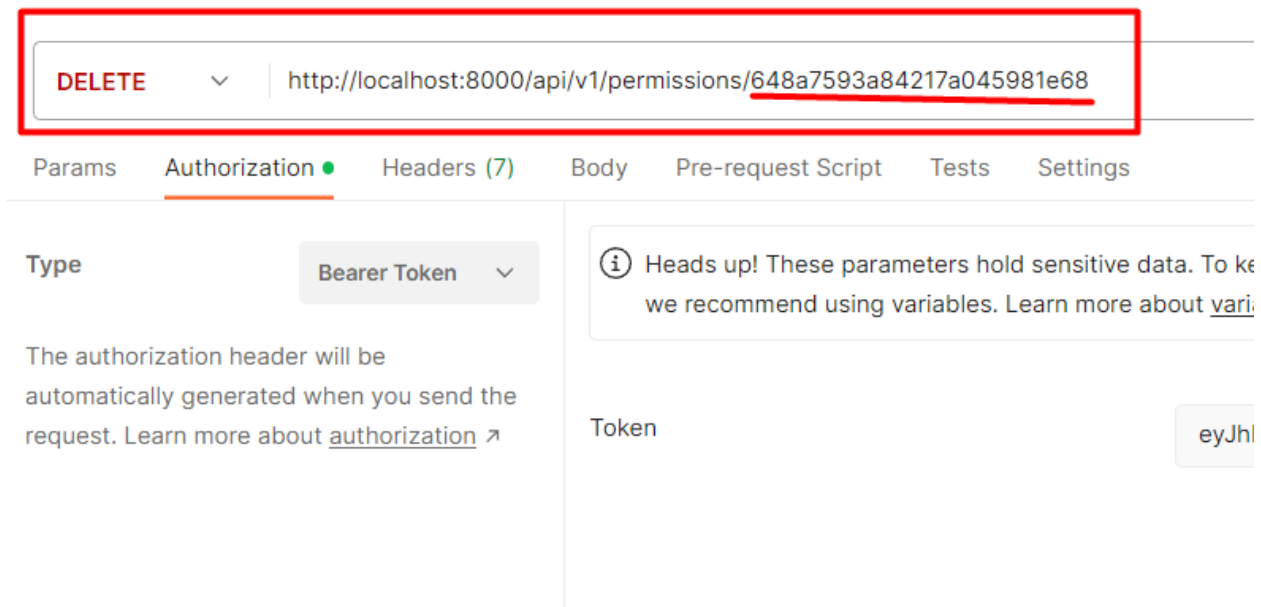 DELETE http://localhost:8000/api/v1/permissions/648a7593a84217a045981e68
Params Authorization Headers (7) Body Pre-request Script Tests Settings
Type
Bearer Token
The authorization header will be
automatically generated when you send the
request. Learn more about authorization ↗
Heads up! These parameters hold sensitive data. To ke
we recommend using variables. Learn more about vari
Token
eyJh